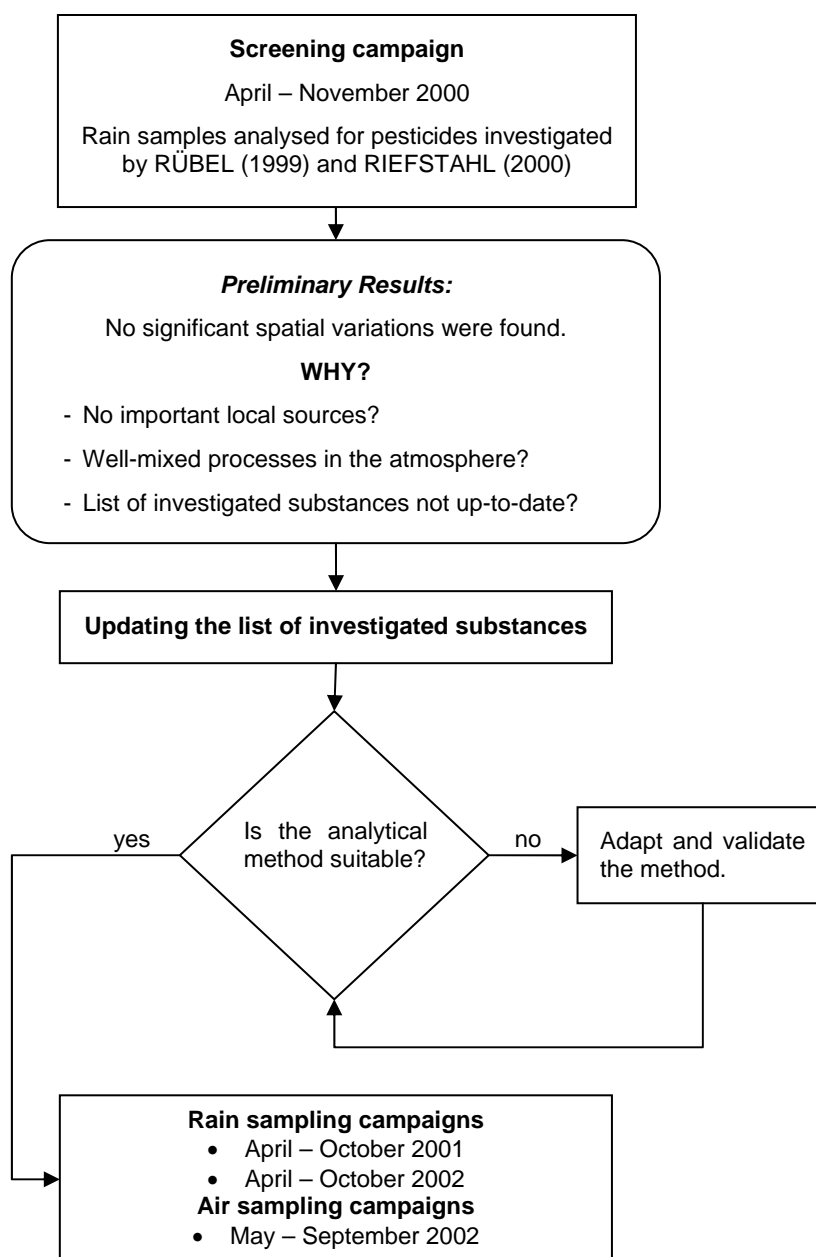 Screening campaign
April – November 2000
Rain samples analysed for pesticides investigated
by RÜBEL (1999) and RIEFSTAHL (2000)
Preliminary Results:
No significant spatial variations were found.
WHY?
- No important local sources?
- Well-mixed processes in the atmosphere?
- List of investigated substances not up-to-date?
Updating the list of investigated substances
yes
Is the analytical
method suitable?
no
Adapt and validate
the method.
Rain sampling campaigns
• April – October 2001
• April – October 2002
Air sampling campaigns
• May – September 2002